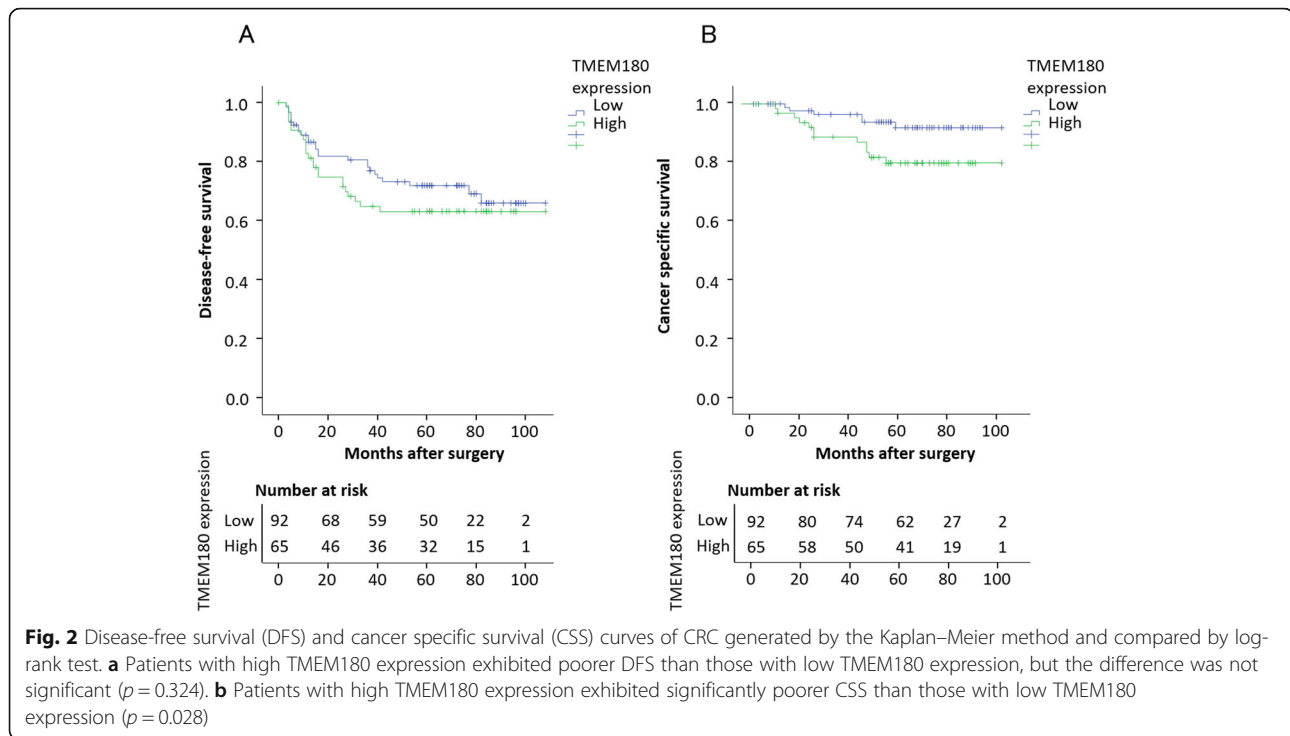 A
TMEM180
expression
Low
High
1.0
0.8
0.6
0.4
0.2
0.0
Disease-free survival
0 20 40 60 80 100
Months after surgery
TMEM180 expression
Number at risk
Low 92 68 59 50 22 2
High 65 46 36 32 15 1
0 20 40 60 80 100
B
TMEM180
expression
Low
High
1.0
0.8
0.6
0.4
0.2
0.0
Cancer specific survival
0 20 40 60 80 100
Months after surgery
TMEM180 expression
Number at risk
Low 92 80 74 62 27 2
High 65 58 50 41 19 1
0 20 40 60 80 100
Fig. 2 Disease-free survival (DFS) and cancer specific survival (CSS) curves of CRC generated by the Kaplan–Meier method and compared by log-
rank test. a Patients with high TMEM180 expression exhibited poorer DFS than those with low TMEM180 expression, but the difference was not
significant (p = 0.324). b Patients with high TMEM180 expression exhibited significantly poorer CSS than those with low TMEM180
expression (p = 0.028)